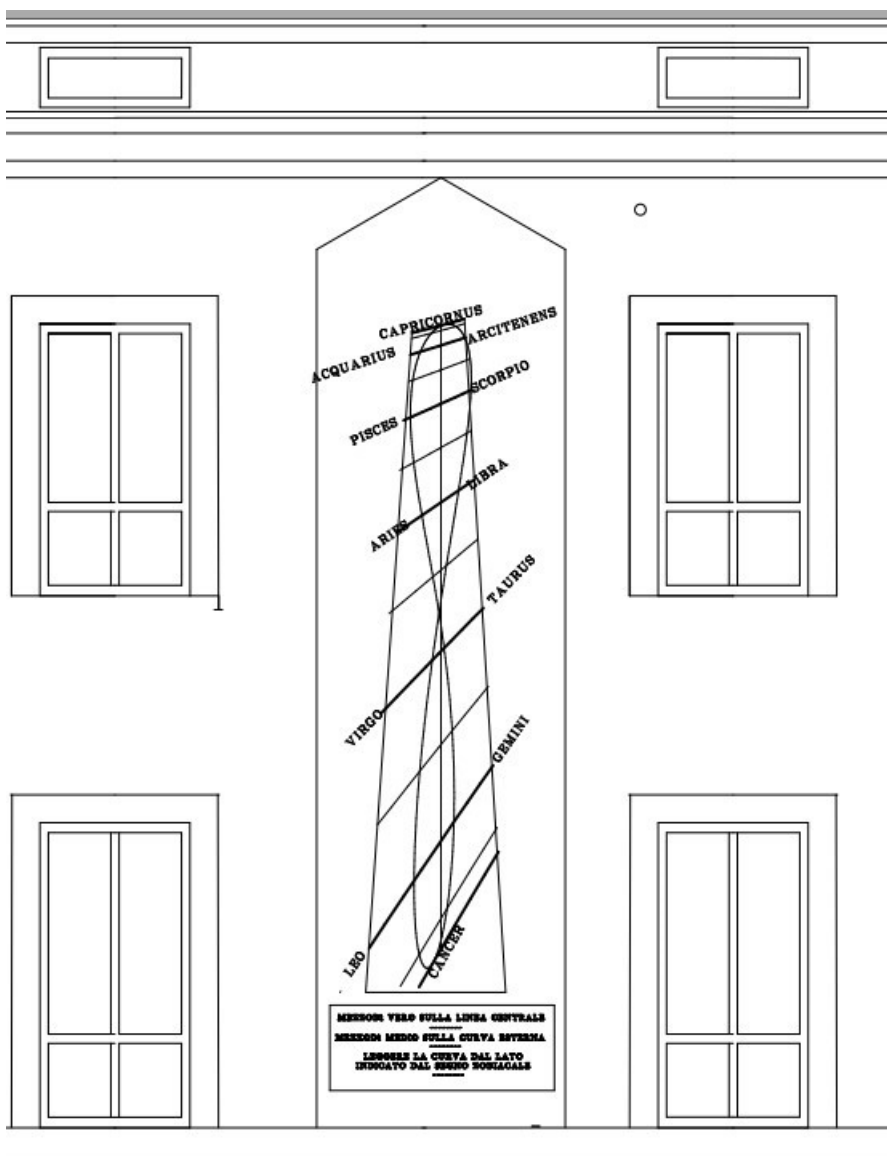 CAPRICORNUS
ARCITENENS
ACQUARIUS
SCORPIO
PISCES
LIBRA
ARIES
TAURUS
VIRGO
GEMINI
LEO
CANCER
MEZZODI VERO SULLA LINEA CENTRALE
MEZZODI MEDIO SULLA CURVA ESTERNA
LEGGERE LA CURVA DAL LATO
INDICATO DAL SEGNO ZODIACALE